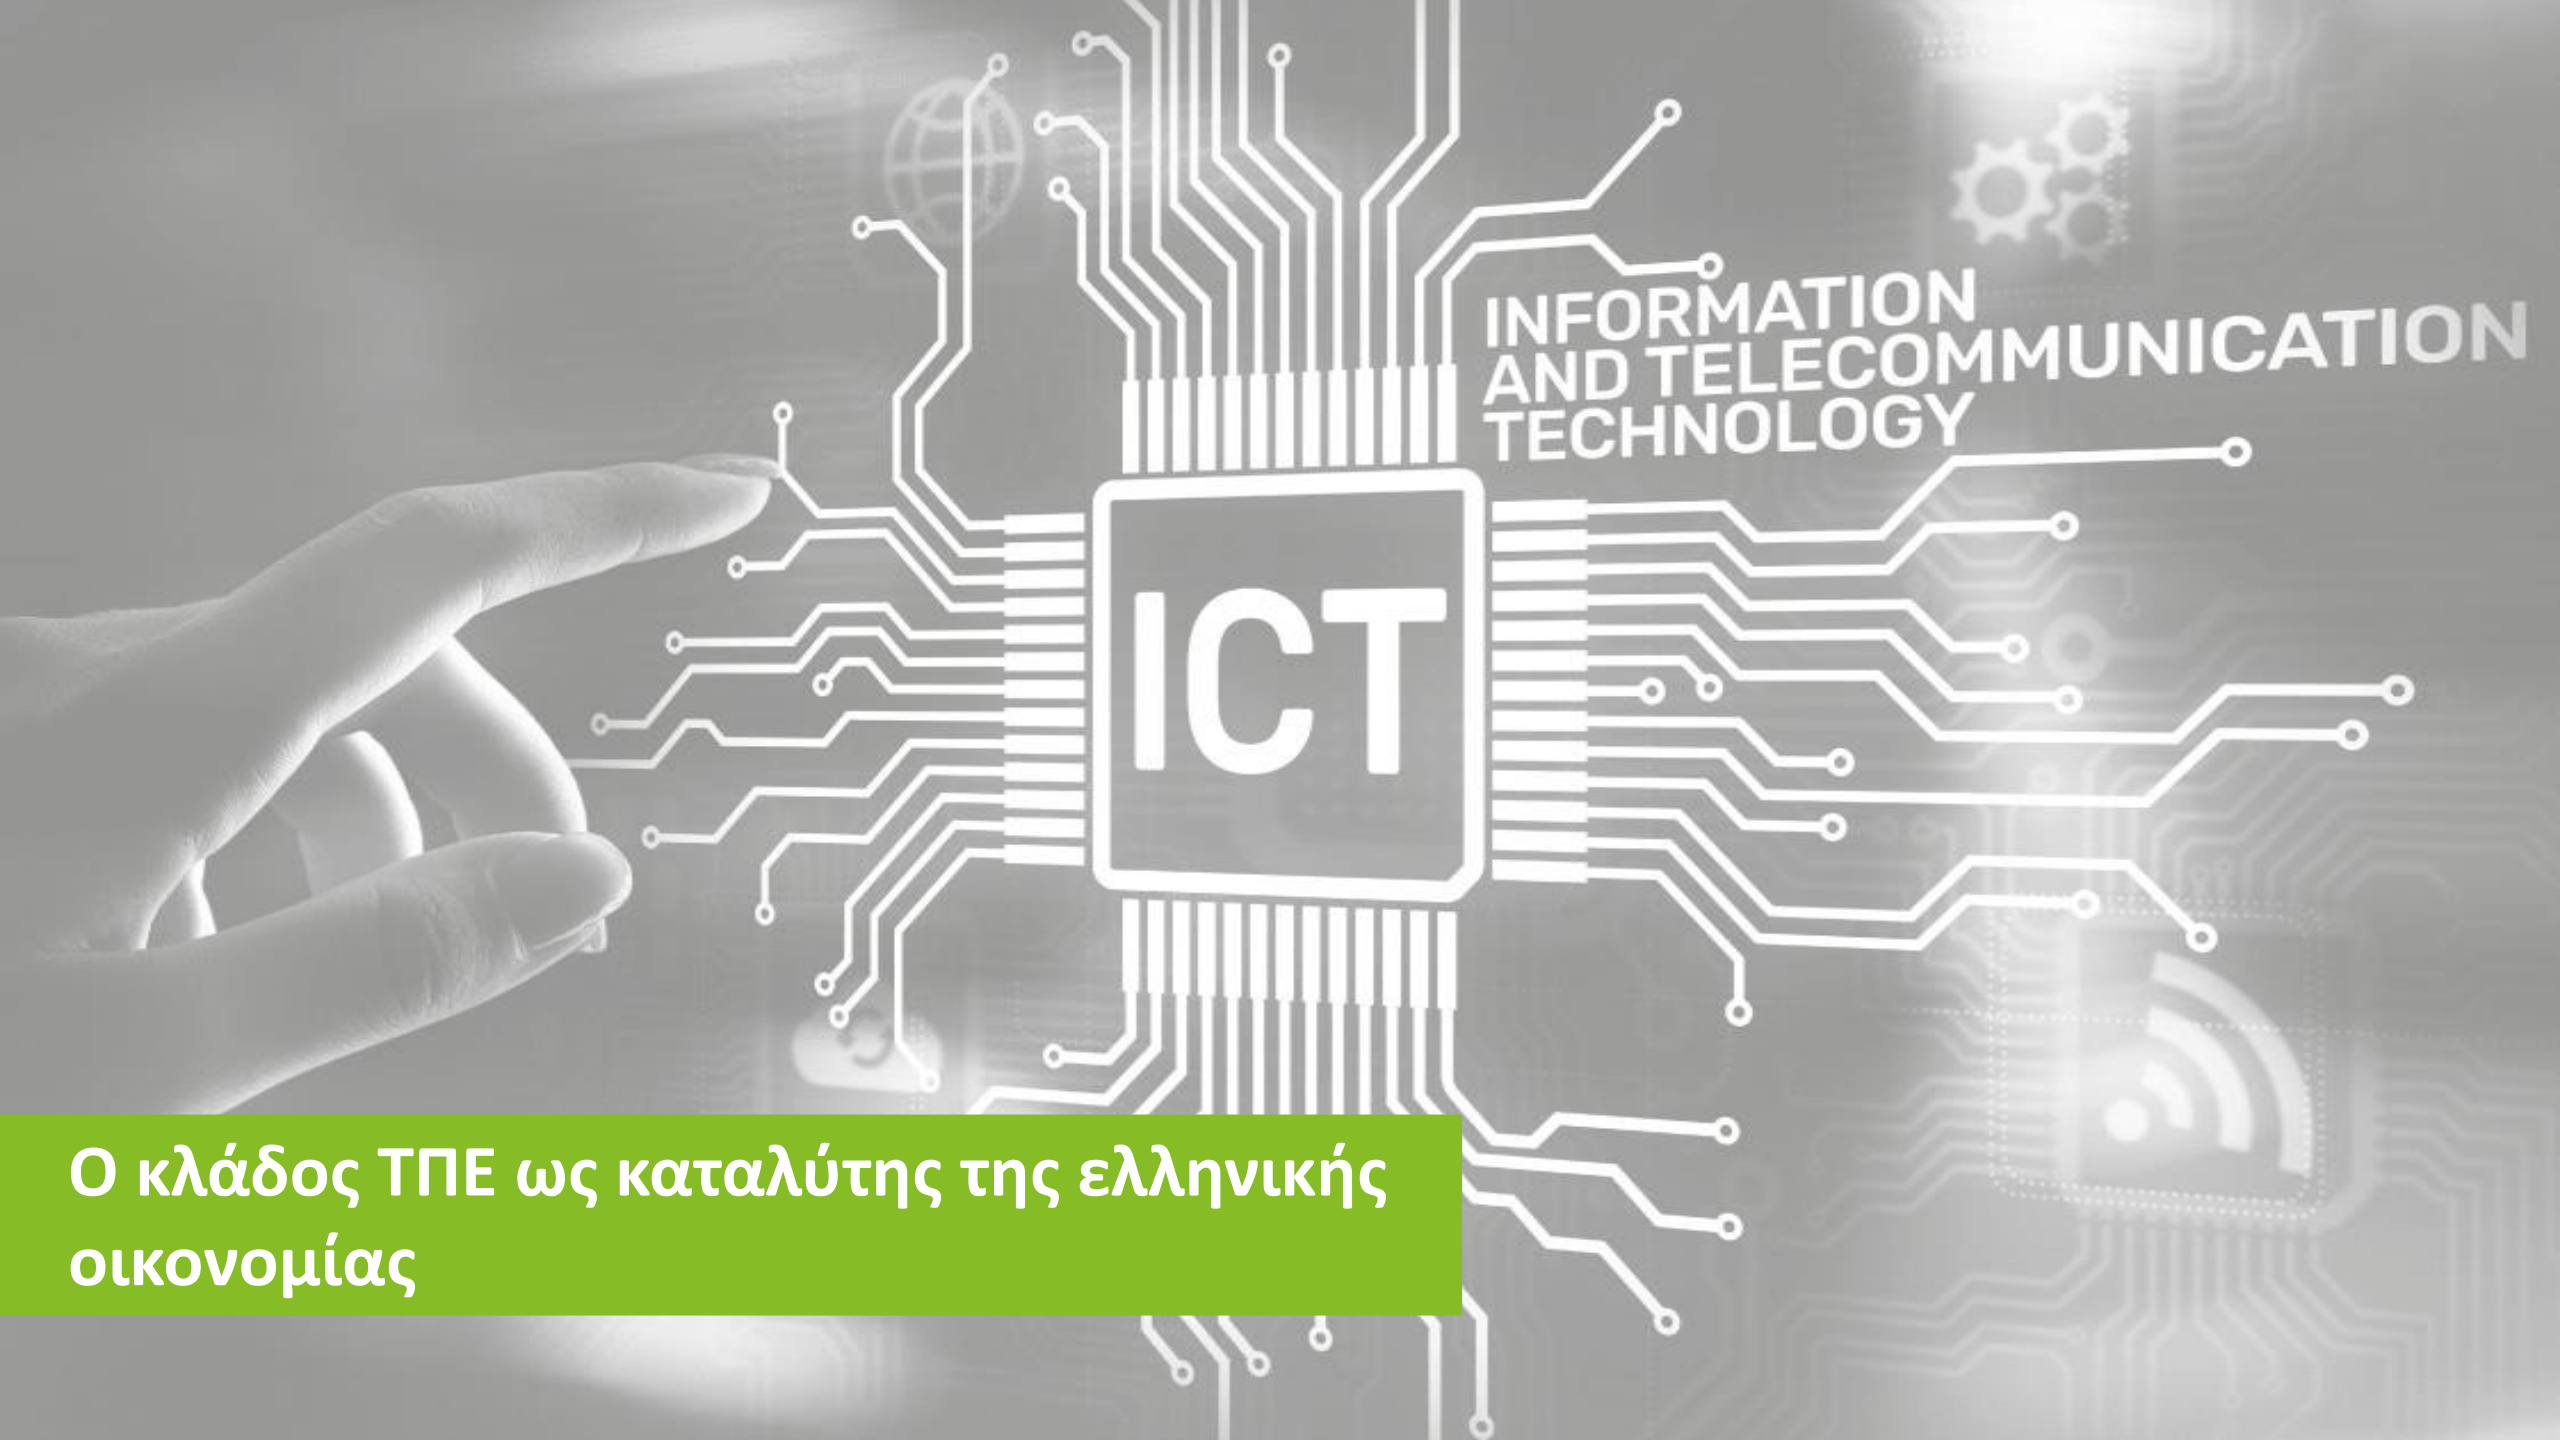 INFORMATION
AND TELECOMMUNICATION
TECHNOLOGY
ICT
Ο κλάδος ΤΠΕ ως καταλύτης της ελληνικής
οικονομίας